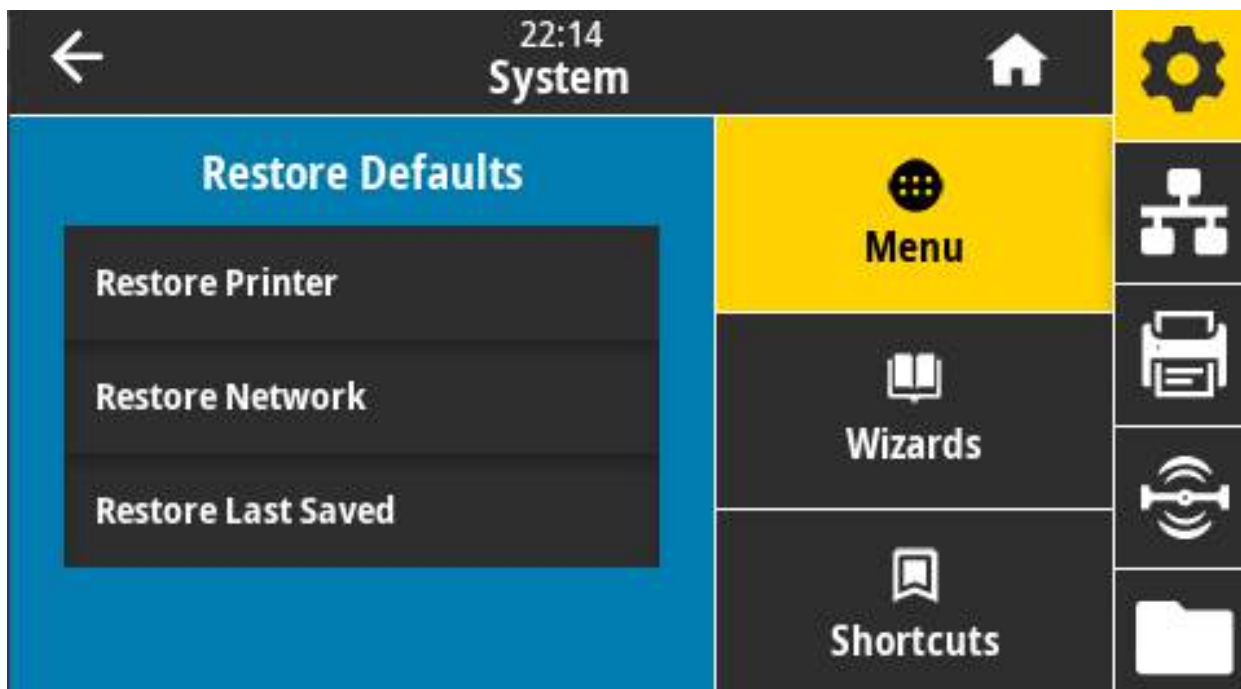 22:14
System
Restore Defaults
Restore Printer
Restore Network
Restore Last Saved
Menu
Wizards
Shortcuts